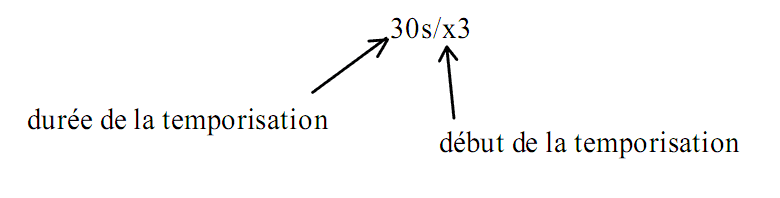 30s/x3
durée de la temporisation
début de la temporisation